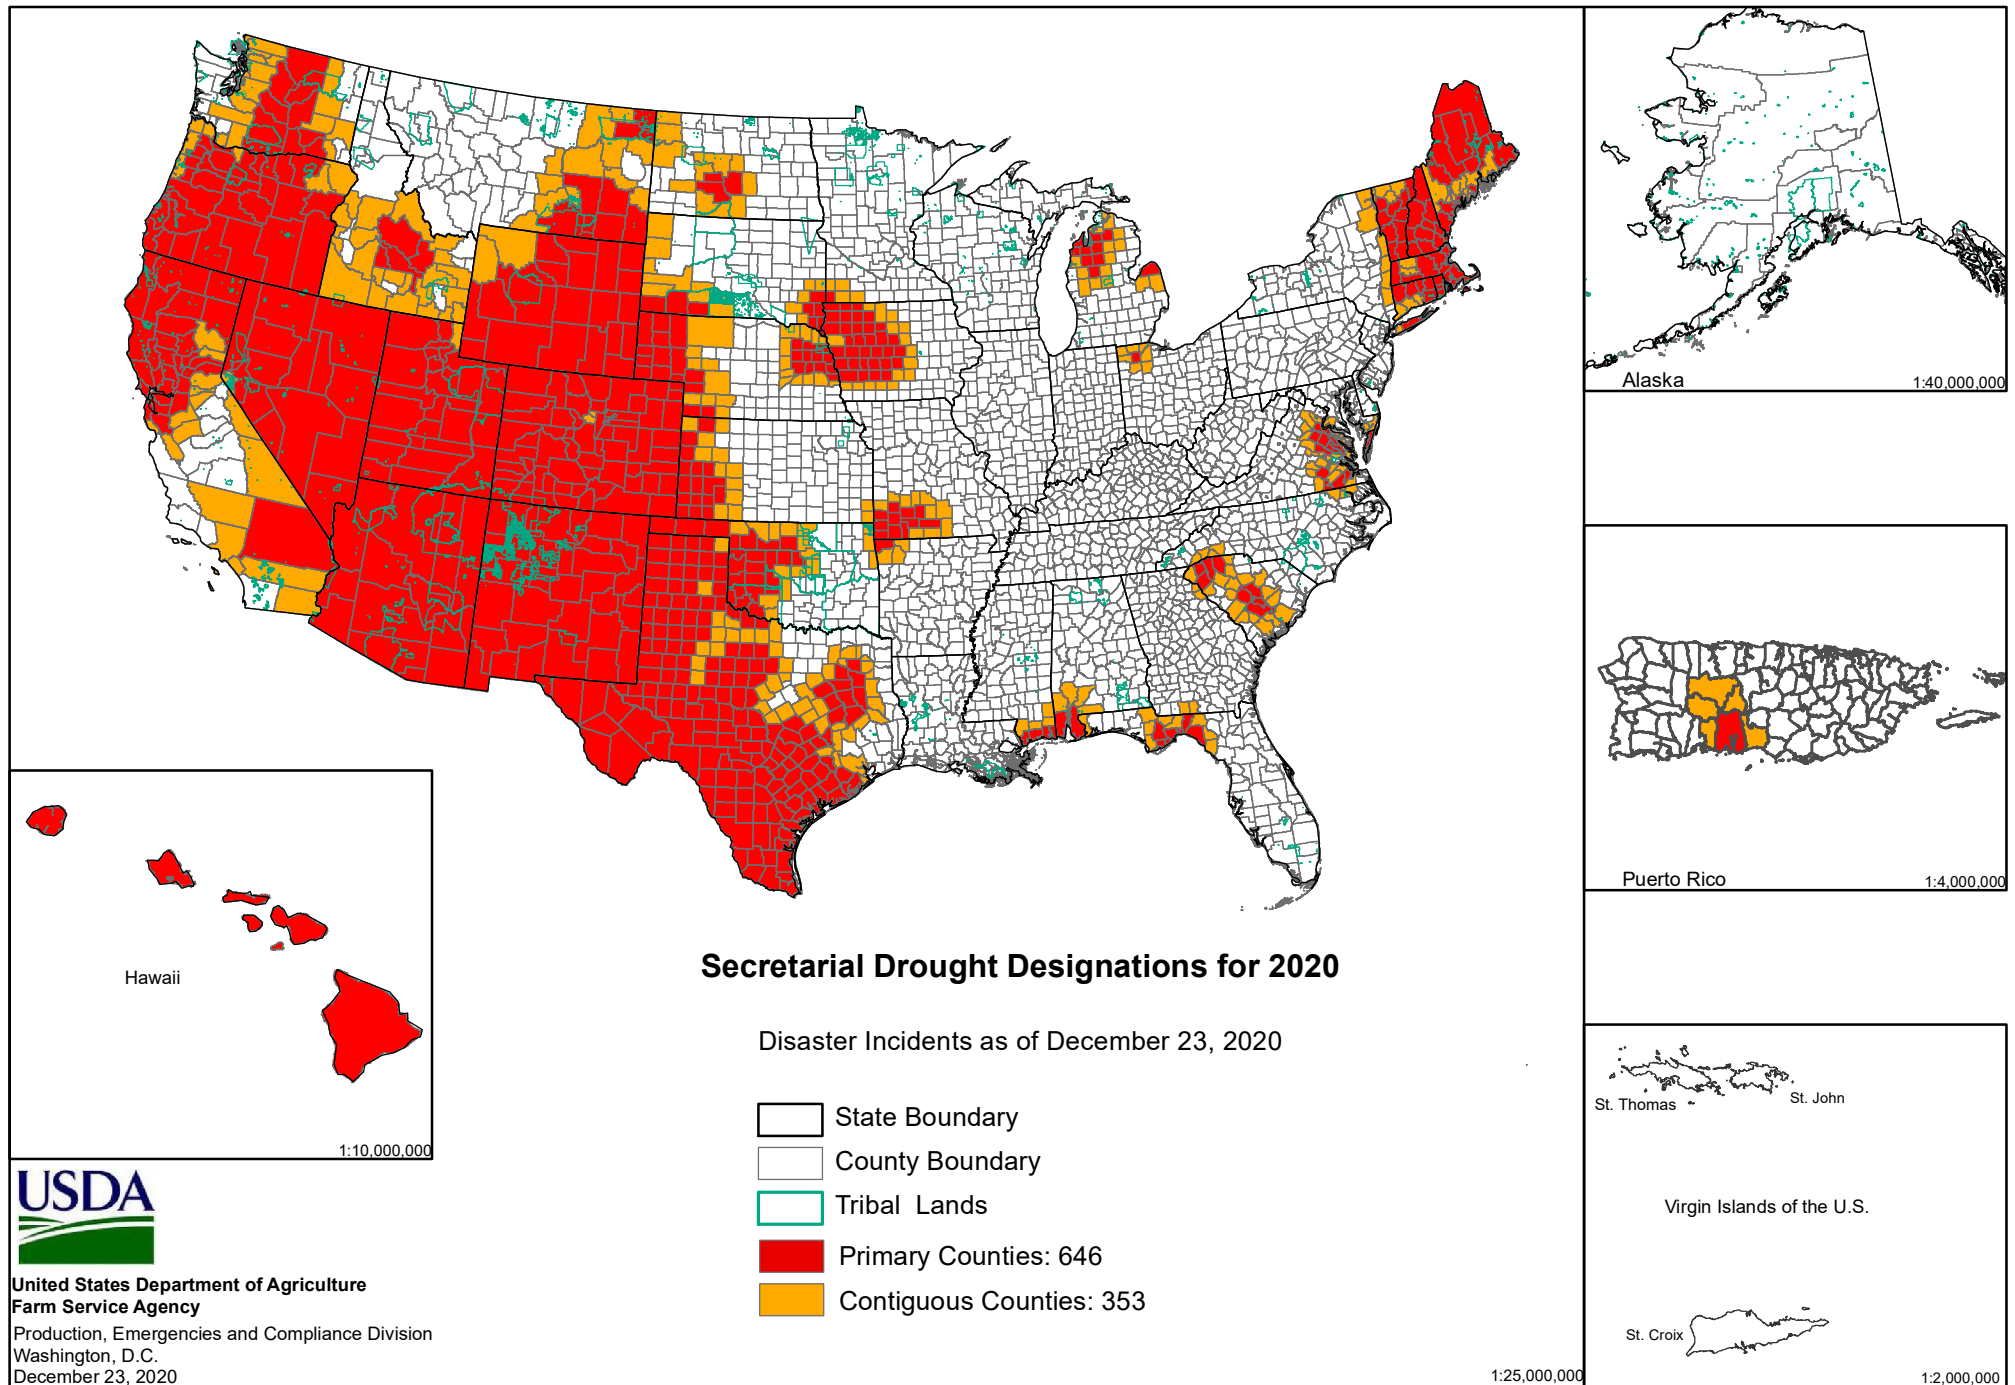 Alaska
1:40,000,000
Puerto Rico
1:4,000,000
Hawaii
1:10,000,000
Secretarial Drought Designations for 2020
Disaster Incidents as of December 23, 2020
State Boundary
County Boundary
Tribal Lands
Primary Counties: 646
Contiguous Counties: 353
St. Thomas
St. John
Virgin Islands of the U.S.
St. Croix
1:2,000,000
1:25,000,000
USDA
United States Department of Agriculture
Farm Service Agency
Production, Emergencies and Compliance Division
Washington, D.C.
December 23, 2020